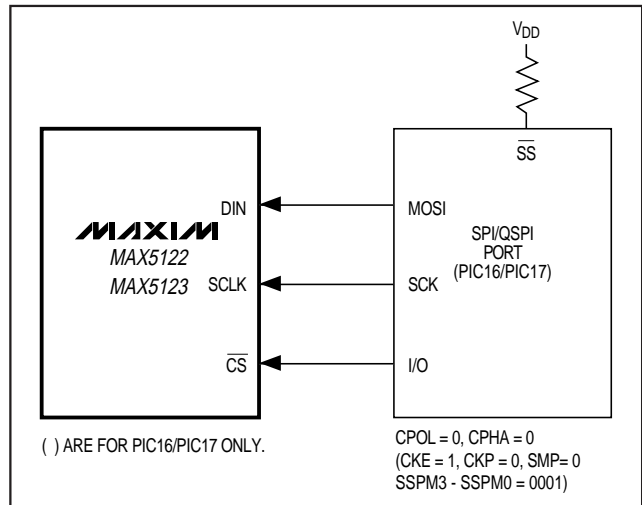 VDD
SS
DIN
MOSI
MAXIM
MAX5122
MAX5123
SPI/QSPI
PORT
(PIC16/PIC17)
SCLK
SCK
CS
I/O
( ) ARE FOR PIC16/PIC17 ONLY.
CPOL = 0, CPHA = 0
(CKE = 1, CKP = 0, SMP= 0
SSPM3 - SSPM0 = 0001)